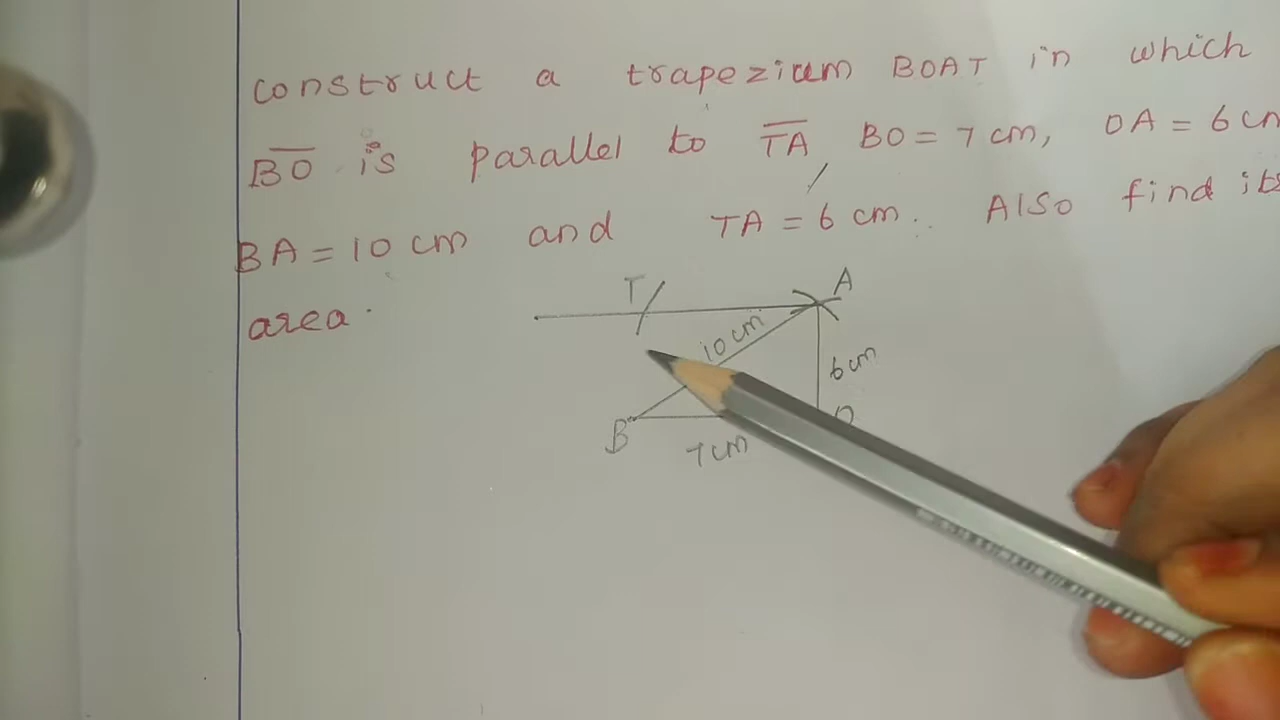 construct a trapezium BOAT in which
BO is parallel to TA BO = 7 cm, OA = 6 cm
BA = 10 cm and TA = 6 cm. Also find its
area.
T A
10 cm
6 cm
B
7 cm